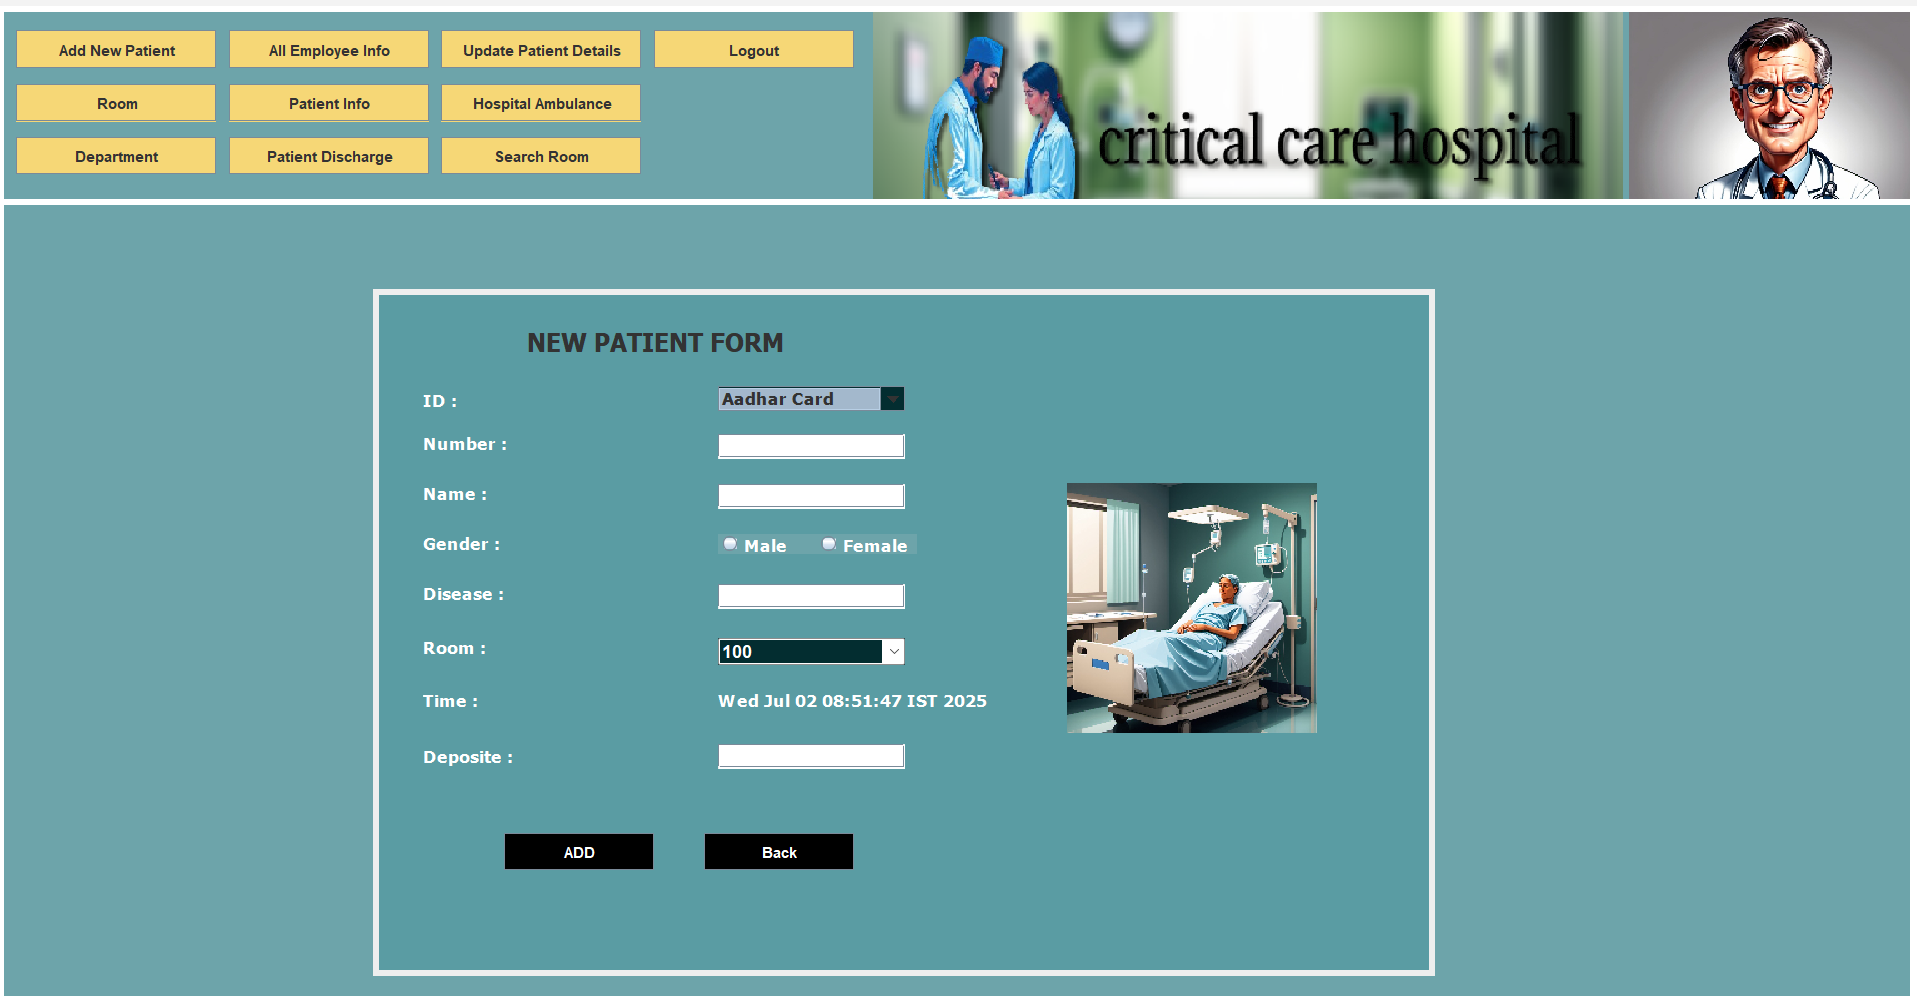 Add New Patient All Employee Info Update Patient Details Logout
Room Patient Info Hospital Ambulance
Department Patient Discharge Search Room
critical care hospital
NEW PATIENT FORM
ID : Aadhar Card
Number :
Name :
Gender : Male Female
Disease :
Room : 100
Time : Wed Jul 02 08:51:47 IST 2025
Deposite :
ADD Back